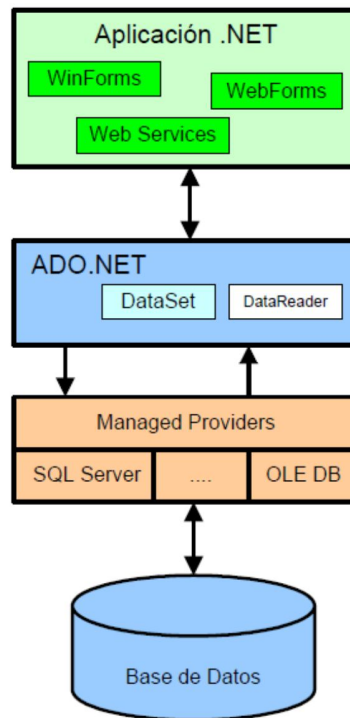 Aplicación .NET
WinForms
WebForms
Web Services
ADO.NET
DataSet
DataReader
Managed Providers
SQL Server
....
OLE DB
Base de Datos